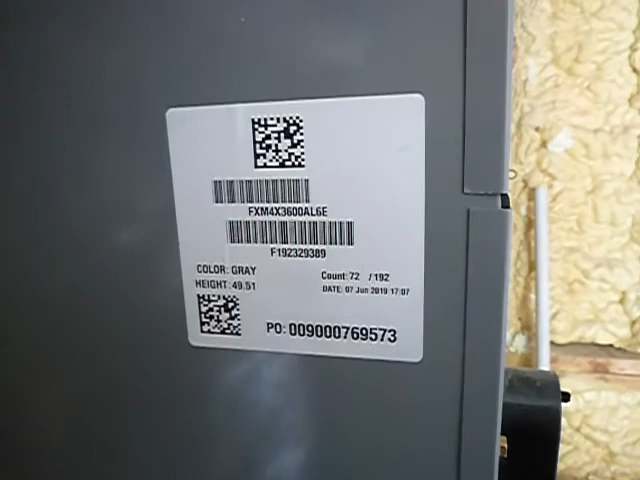 FXM4X3600AL6E
F192329389
COLOR: GRAY
HEIGHT: 49.51
Count: 72 / 192
DATE: 07 Jun 2019 17:07
PO: 009000769573